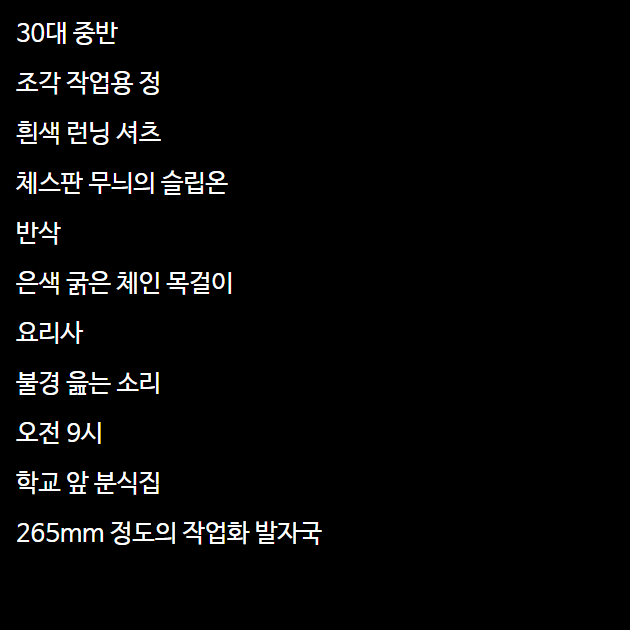 30대 중반
조각 작업용 정
흰색 런닝 셔츠
체스판 무늬의 슬립온
반삭
은색 굵은 체인 목걸이
요리사
불경 읊는 소리
오전 9시
학교 앞 분식집
265mm 정도의 작업화 발자국